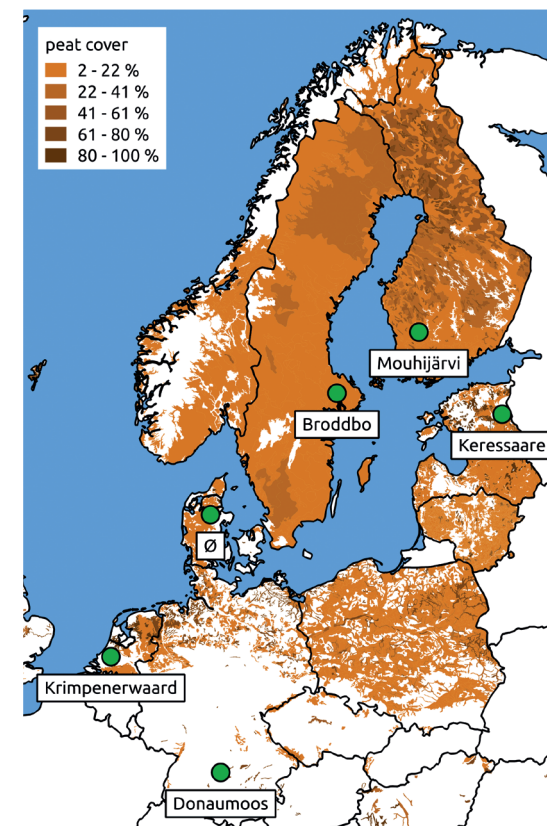 peat cover
2 - 22 %
22 - 41 %
41 - 61 %
61 - 80 %
80 - 100 %
Mouhijärvi
Broddbo
Keressaare
Ø
Krimpenerwaard
Donaumoos